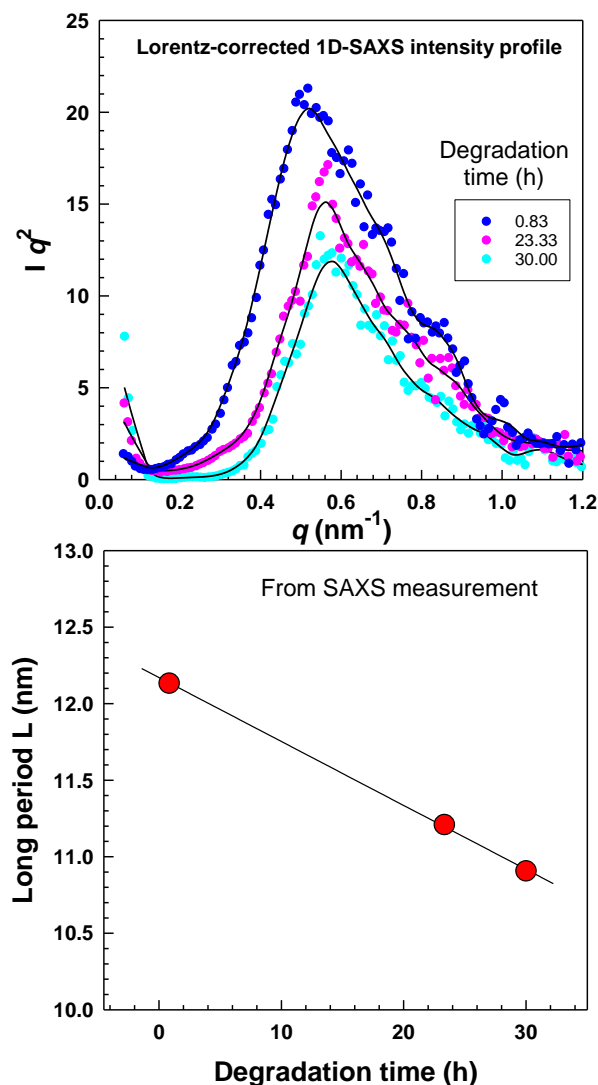 Lorentz-corrected 1D-SAXS intensity profile
25
20
15
10
5
0
I q²
Degradation
time (h)
0.83
23.33
30.00
0.0 0.2 0.4 0.6 0.8 1.0 1.2
q (nm⁻¹)
From SAXS measurement
13.0
12.5
12.0
11.5
11.0
10.5
10.0
Long period L (nm)
0 10 20 30
Degradation time (h)